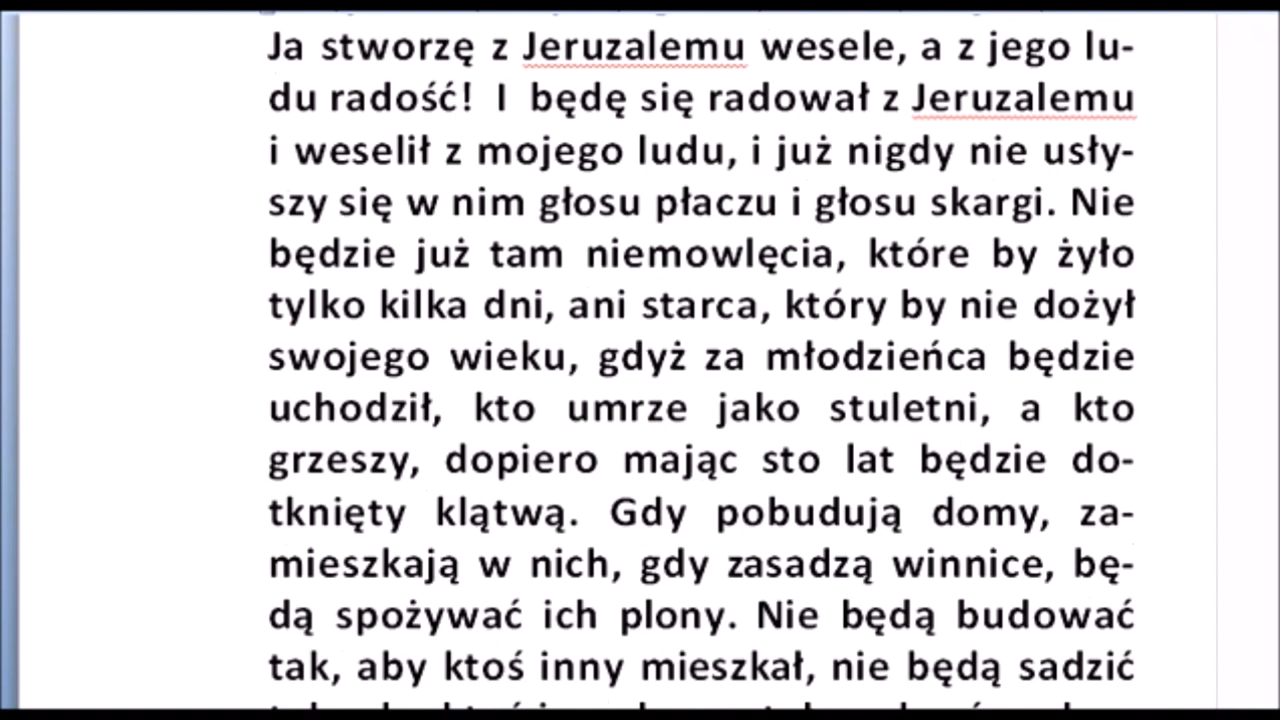 Ja stworzę z Jeruzalemu wesele, a z jego lu-
du radość! I będę się radował z Jeruzalemu
i weselił z mojego ludu, i już nigdy nie usły-
szy się w nim głosu płaczu i głosu skargi. Nie
będzie już tam niemowlęcia, które by żyło
tylko kilka dni, ani starca, który by nie dożył
swojego wieku, gdyż za młodzieńca będzie
uchodził, kto umrze jako stuletni, a kto
grzeszy, dopiero mając sto lat będzie do-
tknięty klątwą. Gdy pobudują domy, za-
mieszkają w nich, gdy zasadzą winnice, bę-
dą spożywać ich plony. Nie będą budować
tak, aby ktoś inny mieszkał, nie będą sadzić